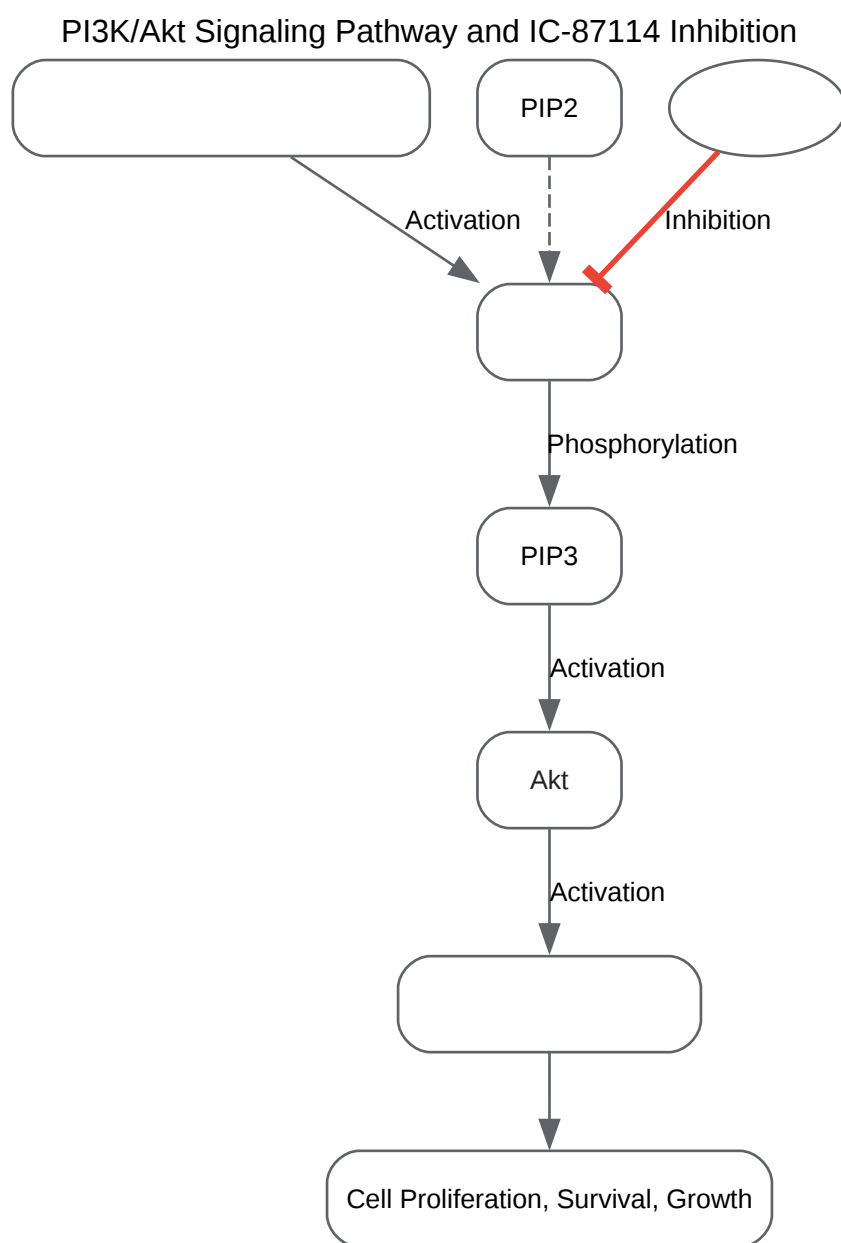 PI3K/Akt Signaling Pathway and IC-87114 Inhibition
PIP2
Activation
Inhibition
Phosphorylation
PIP3
Activation
Akt
Activation
Cell Proliferation, Survival, Growth